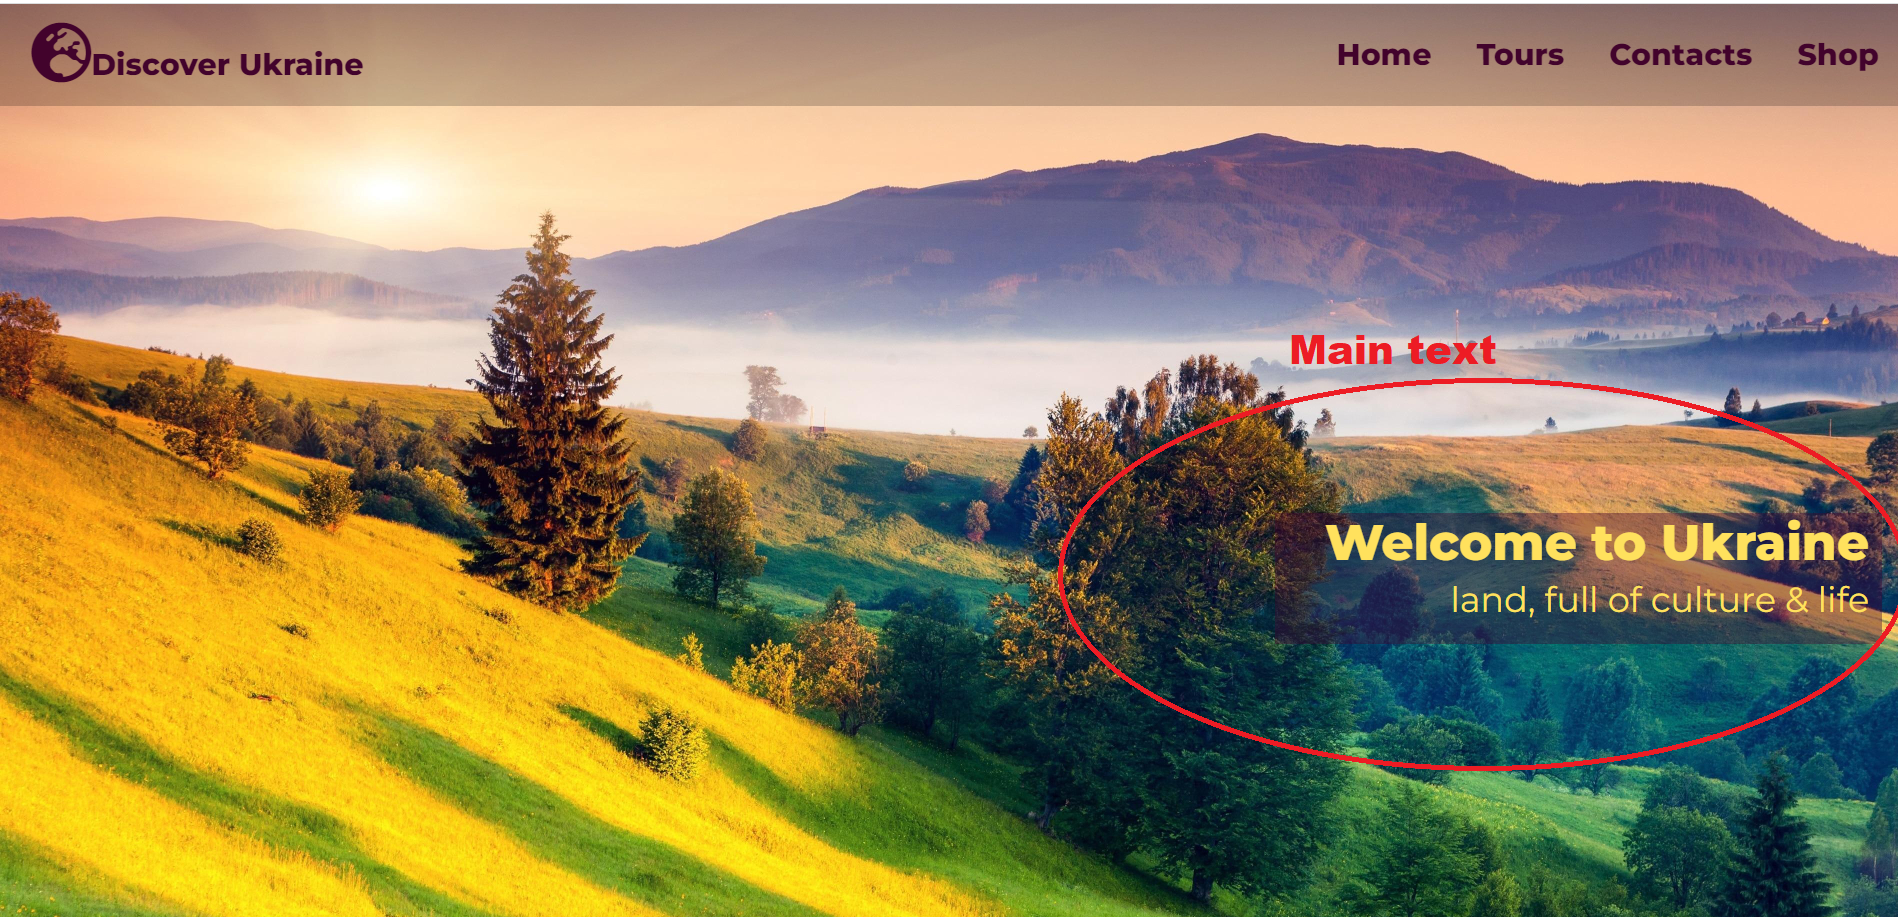 Discover Ukraine
Home Tours Contacts Shop
Main text
Welcome to Ukraine
land, full of culture & life